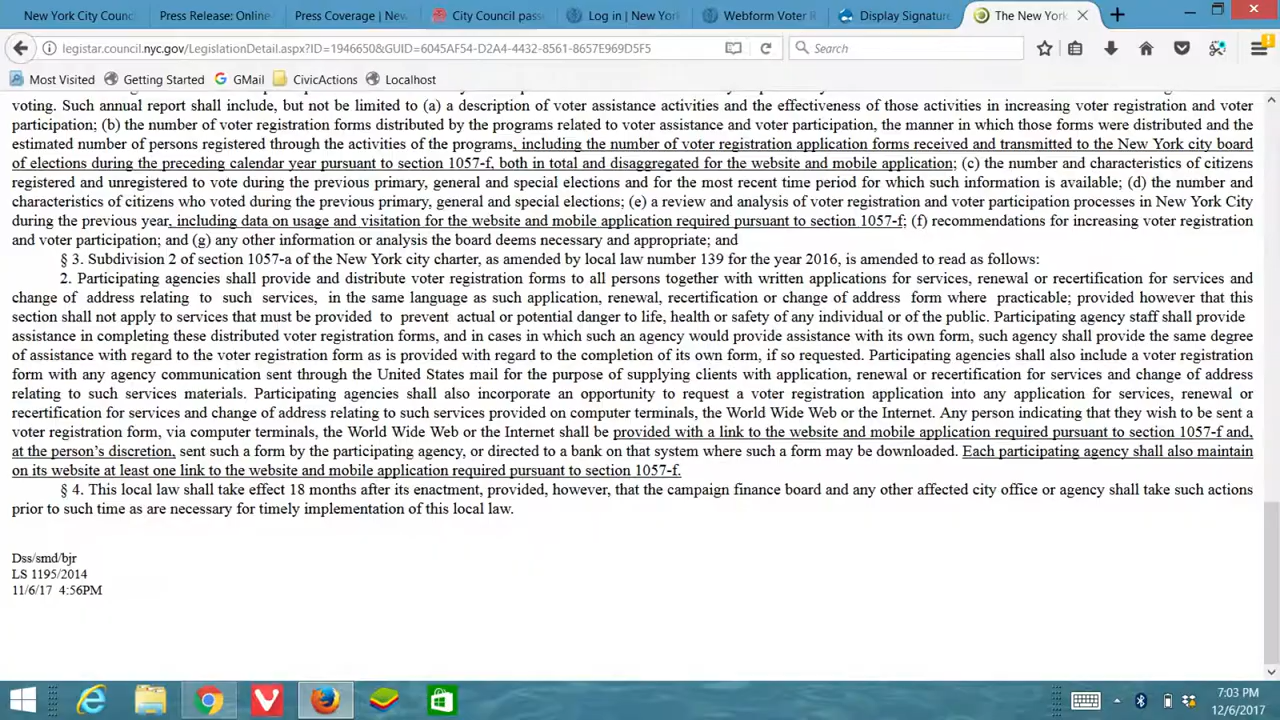 New York City Counc
Press Release: Online-
Press Coverage | New
City Council pass
Log in | New York
Webform Voter R
Display Signature
The New York
legistar.council.nyc.gov/LegislationDetail.aspx?ID=1946650&GUID=6045AF54-D2A4-4432-8561-B8657E969D5F5
Search
Most Visited Getting Started GMail CivicActions Localhost
voting. Such annual report shall include, but not be limited to (a) a description of voter assistance activities and the effectiveness of those activities in increasing voter registration and voter
participation; (b) the number of voter registration forms distributed by the programs related to voter assistance and voter participation, the manner in which those forms were distributed and the
estimated number of persons registered through the activities of the programs, including the number of voter registration application forms received and transmitted to the New York city board
of elections during the preceding calendar year pursuant to section 1057-f, both in total and disaggregated for the website and mobile application; (c) the number and characteristics of citizens
registered and unregistered to vote during the previous primary, general and special elections and for the most recent time period for which such information is available; (d) the number and
characteristics of citizens who voted during the previous primary, general and special elections; (e) a review and analysis of voter registration and voter participation processes in New York City
during the previous year, including data on usage and visitation for the website and mobile application required pursuant to section 1057-f; (f) recommendations for increasing voter registration
and voter participation; and (g) any other information or analysis the board deems necessary and appropriate; and
§ 3. Subdivision 2 of section 1057-a of the New York city charter, as amended by local law number 139 for the year 2016, is amended to read as follows:
2. Participating agencies shall provide and distribute voter registration forms to all persons together with written applications for services, renewal or recertification for services and
change of address relating to such services, in the same language as such application, renewal, recertification or change of address form where practicable; provided however that this
section shall not apply to services that must be provided to prevent actual or potential danger to life, health or safety of any individual or of the public. Participating agency staff shall provide
assistance in completing these distributed voter registration forms, and in cases in which such an agency would provide assistance with its own form, such agency shall provide the same degree
of assistance with regard to the voter registration form as is provided with regard to the completion of its own form, if so requested. Participating agencies shall also include a voter registration
form with any agency communication sent through the United States mail for the purpose of supplying clients with application, renewal or recertification for services and change of address
relating to such services materials. Participating agencies shall also incorporate an opportunity to request a voter registration application into any application for services, renewal or
recertification for services and change of address relating to such services provided on computer terminals, the World Wide Web or the Internet. Any person indicating that they wish to be sent a
voter registration form, via computer terminals, the World Wide Web or the Internet shall be provided with a link to the website and mobile application required pursuant to section 1057-f and,
at the person's discretion, sent such a form by the participating agency, or directed to a bank on that system where such a form may be downloaded. Each participating agency shall also maintain
on its website at least one link to the website and mobile application required pursuant to section 1057-f.
§ 4. This local law shall take effect 18 months after its enactment, provided, however, that the campaign finance board and any other affected city office or agency shall take such actions
prior to such time as are necessary for timely implementation of this local law.
Dss/smd/bjr
LS 1195/2014
11/6/17 4:56PM
7:03 PM
12/6/2017